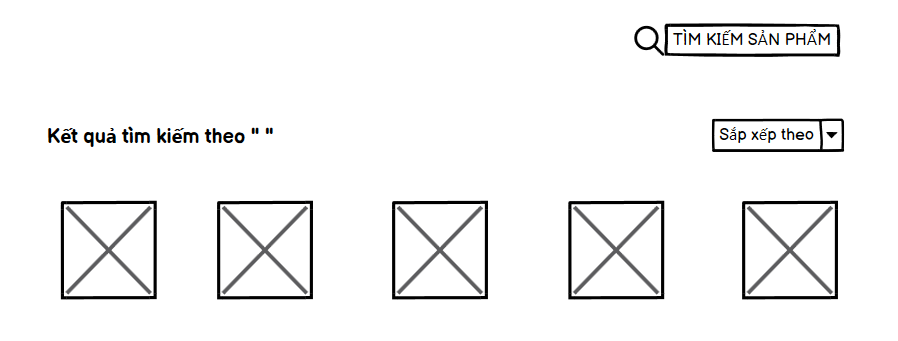 TÌM KIẾM SẢN PHẨM
Kết quả tìm kiếm theo " "
Sắp xếp theo